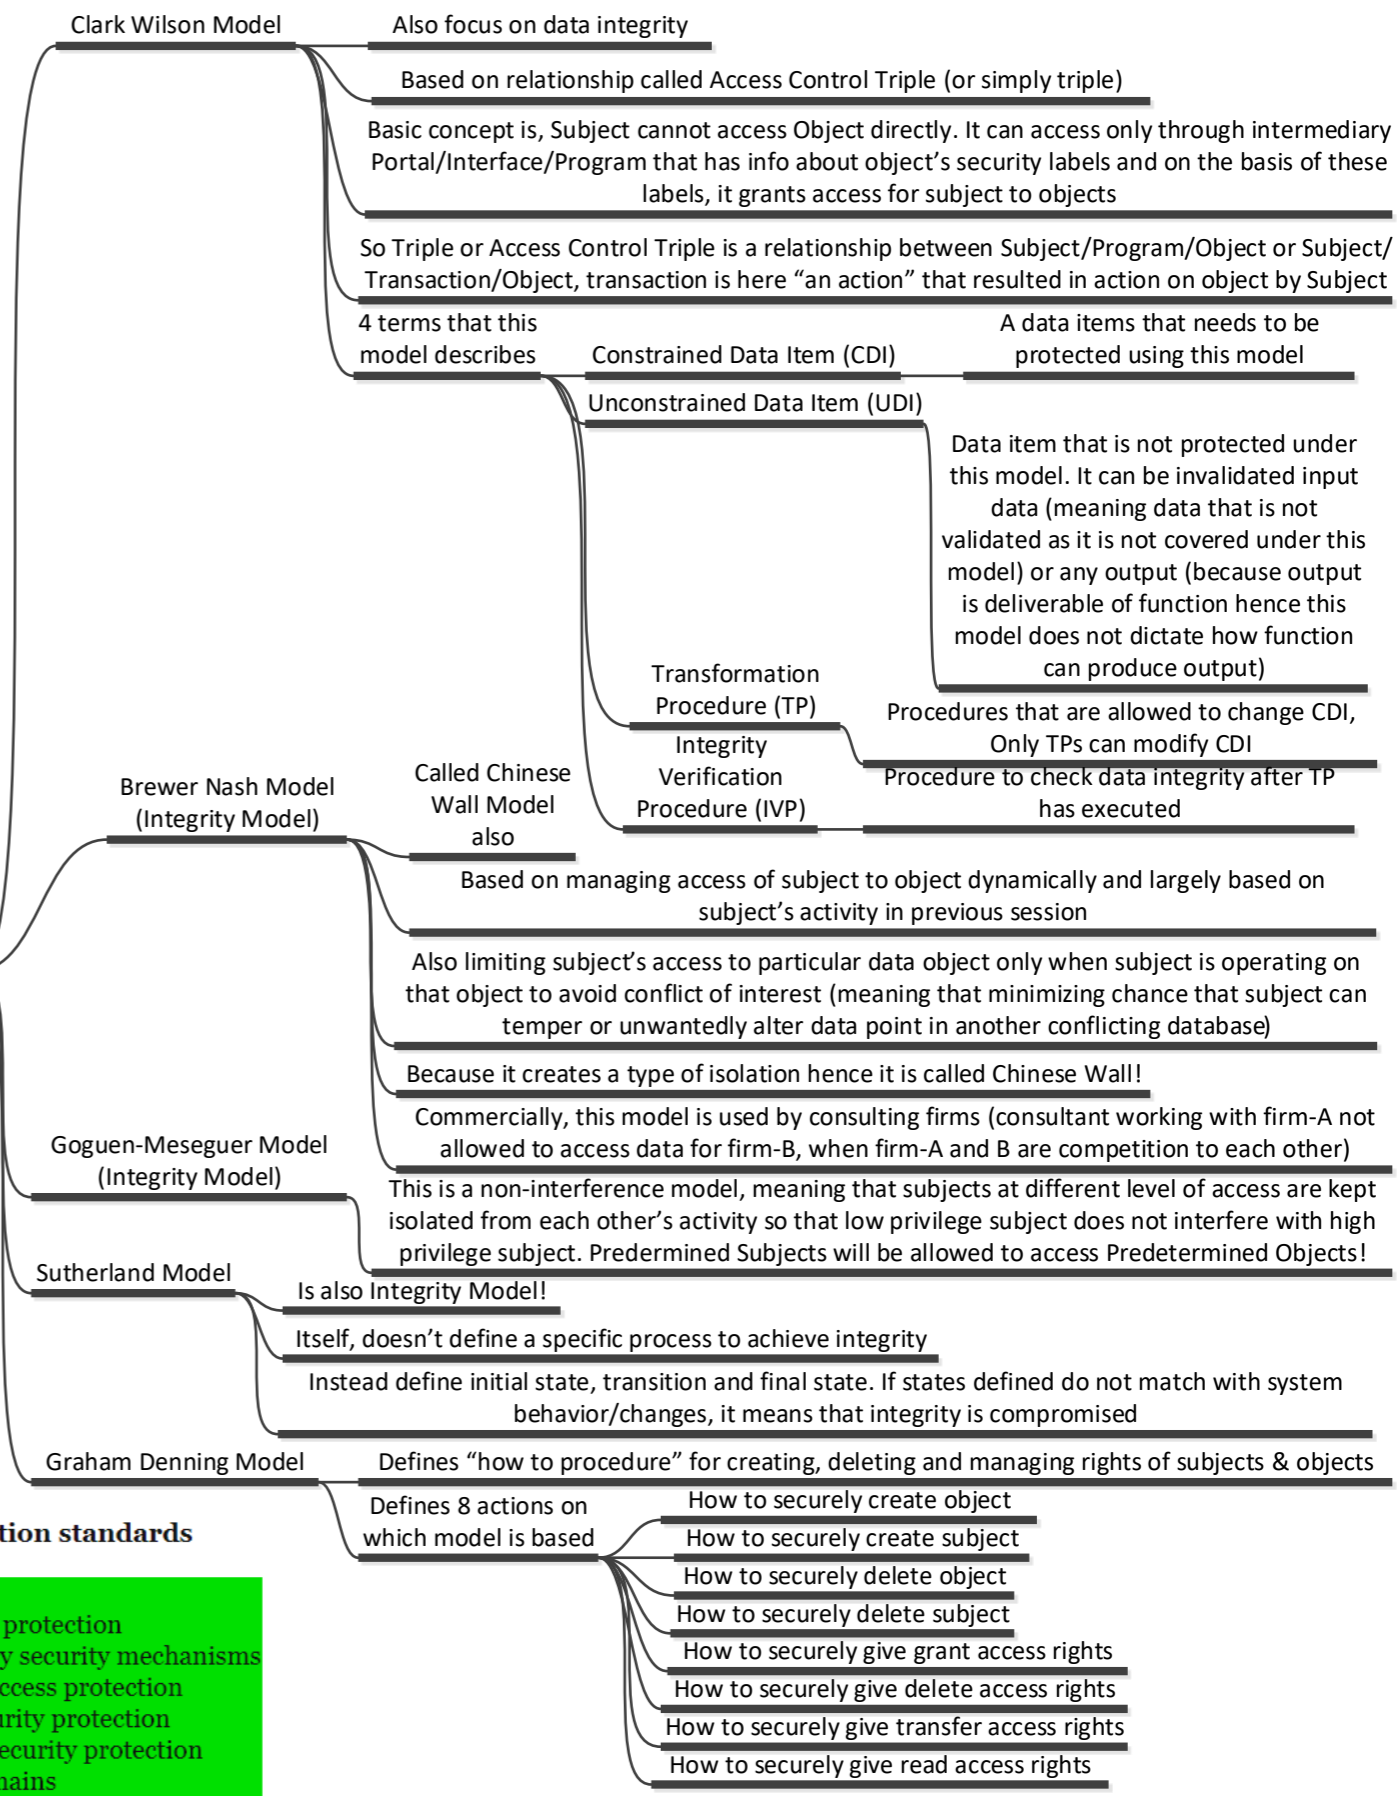 Clark Wilson Model
Also focus on data integrity
Based on relationship called Access Control Triple (or simply triple)
Basic concept is, Subject cannot access Object directly. It can access only through intermediary
Portal/Interface/Program that has info about object’s security labels and on the basis of these
labels, it grants access for subject to objects
So Triple or Access Control Triple is a relationship between Subject/Program/Object or Subject/
Transaction/Object, transaction is here “an action” that resulted in action on object by Subject
4 terms that this
model describes
Constrained Data Item (CDI)
A data items that needs to be
protected using this model
Unconstrained Data Item (UDI)
Data item that is not protected under
this model. It can be invalidated input
data (meaning data that is not
validated as it is not covered under this
model) or any output (because output
is deliverable of function hence this
model does not dictate how function
can produce output)
Transformation
Procedure (TP)
Procedures that are allowed to change CDI,
Only TPs can modify CDI
Integrity
Verification
Procedure (IVP)
Procedure to check data integrity after TP
has executed
Brewer Nash Model
(Integrity Model)
Called Chinese
Wall Model
also
Based on managing access of subject to object dynamically and largely based on
subject’s activity in previous session
Also limiting subject’s access to particular data object only when subject is operating on
that object to avoid conflict of interest (meaning that minimizing chance that subject can
temper or unwantedly alter data point in another conflicting database)
Because it creates a type of isolation hence it is called Chinese Wall!
Commercially, this model is used by consulting firms (consultant working with firm-A not
allowed to access data for firm-B, when firm-A and B are competition to each other)
Goguen-Meseguer Model
(Integrity Model)
This is a non-interference model, meaning that subjects at different level of access are kept
isolated from each other’s activity so that low privilege subject does not interfere with high
privilege subject. Predermined Subjects will be allowed to access Predetermined Objects!
Sutherland Model
Is also Integrity Model!
Itself, doesn’t define a specific process to achieve integrity
Instead define initial state, transition and final state. If states defined do not match with system
behavior/changes, it means that integrity is compromised
Graham Denning Model
Defines “how to procedure” for creating, deleting and managing rights of subjects & objects
Defines 8 actions on
which model is based
How to securely create object
How to securely create subject
How to securely delete object
How to securely delete subject
How to securely give grant access rights
How to securely give delete access rights
How to securely give transfer access rights
How to securely give read access rights
tion standards
protection
y security mechanisms
ccess protection
urity protection
ecurity protection
nains